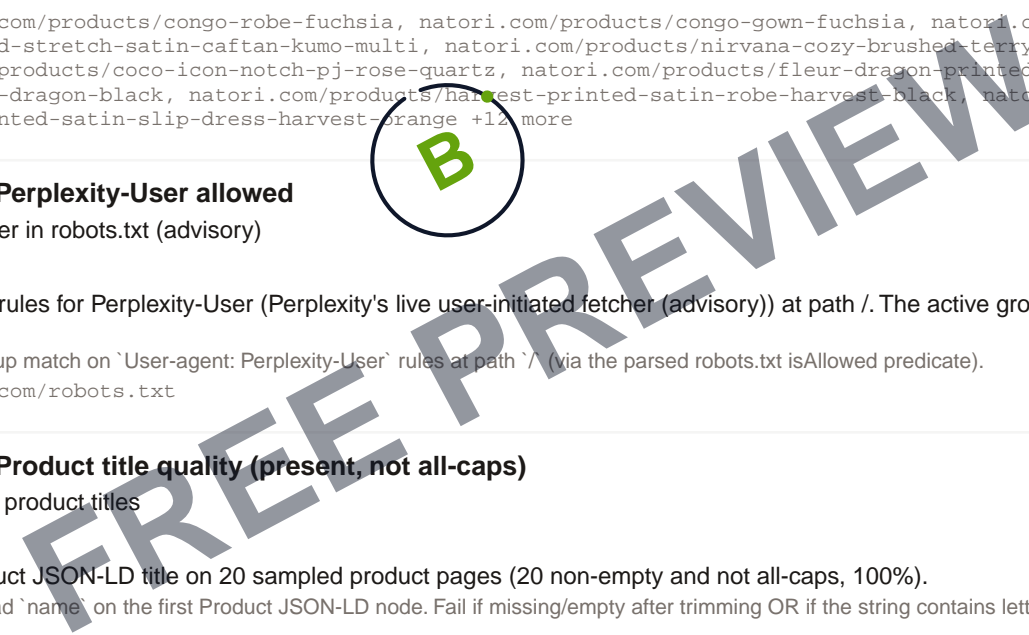 com/products/congo-robe-fuchsia, natori.com/products/congo-gown-fuchsia, natori.c
d-stretch-satin-caftan-kumo-multi, natori.com/products/nirvana-cozy-brushed-terry
products/coco-icon-notch-pj-rose-quartz, natori.com/products/fleur-dragon-printed
-dragon-black, natori.com/products/harvest-printed-satin-robe-harvest-black, nato
nted-satin-slip-dress-harvest-orange +12 more
B
Perplexity-User allowed
er in robots.txt (advisory)
rules for Perplexity-User (Perplexity's live user-initiated fetcher (advisory)) at path /. The active gro
up match on `User-agent: Perplexity-User` rules at path `/` (via the parsed robots.txt isAllowed predicate).
com/robots.txt
Product title quality (present, not all-caps)
product titles
uct JSON-LD title on 20 sampled product pages (20 non-empty and not all-caps, 100%).
ad `name` on the first Product JSON-LD node. Fail if missing/empty after trimming OR if the string contains lett
FREE PREVIEW